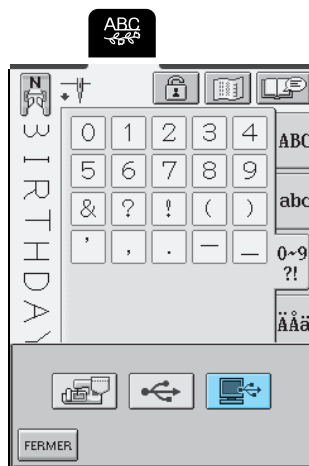 ABC
N
BIRTHDAY
0 1 2 3 4
5 6 7 8 9
& ? ! ( )
' , . — _
ABC
abc
0~9
?!
ÄÅä
FERMER